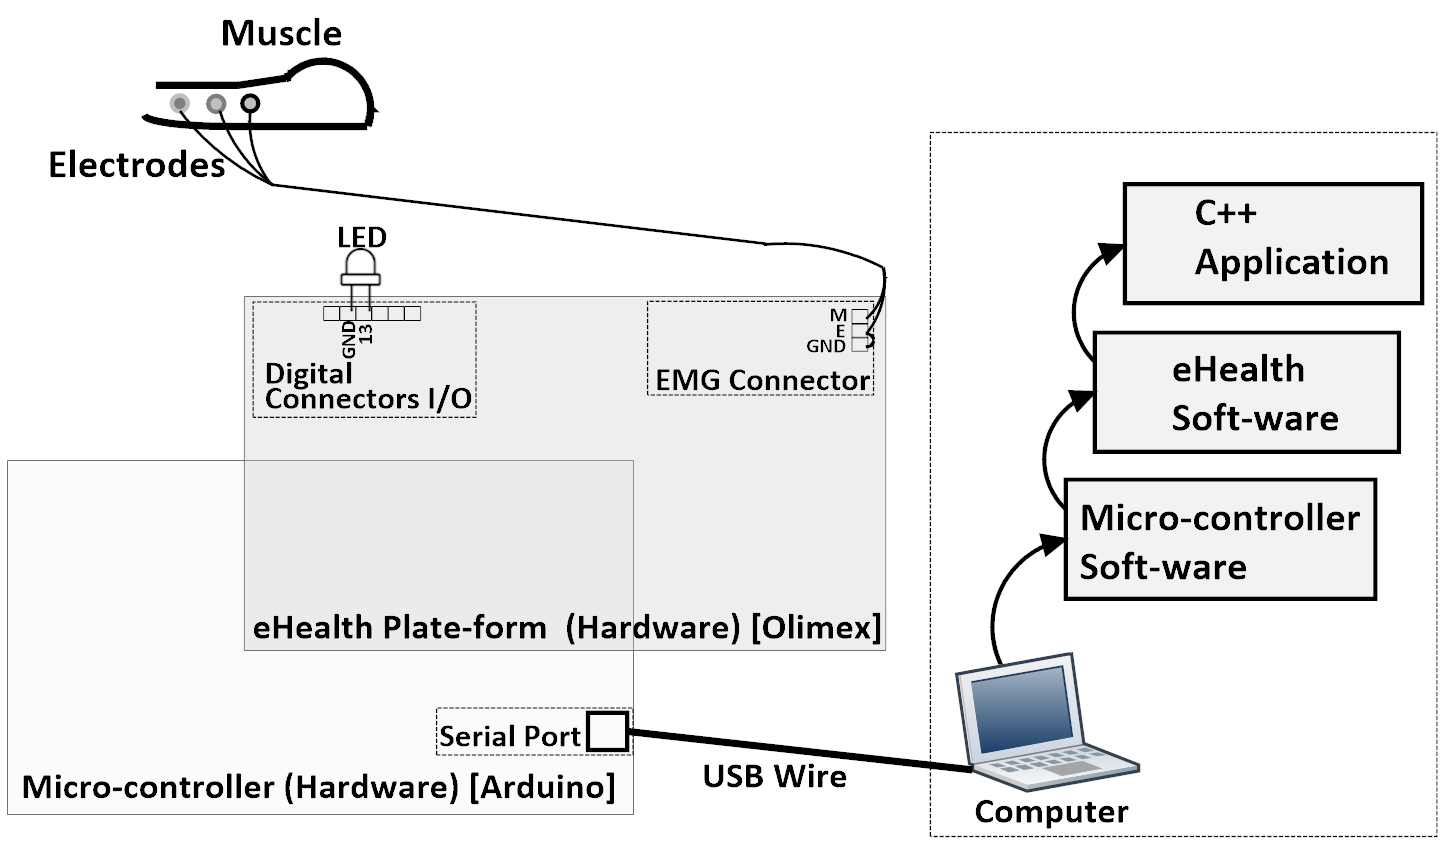 Muscle
Electrodes
LED
GND
13
Digital
Connectors I/O
M
E
GND
EMG Connector
eHealth Plate-form (Hardware) [Olimex]
Serial Port
Micro-controller (Hardware) [Arduino]
USB Wire
C++
Application
eHealth
Soft-ware
Micro-controller
Soft-ware
Computer